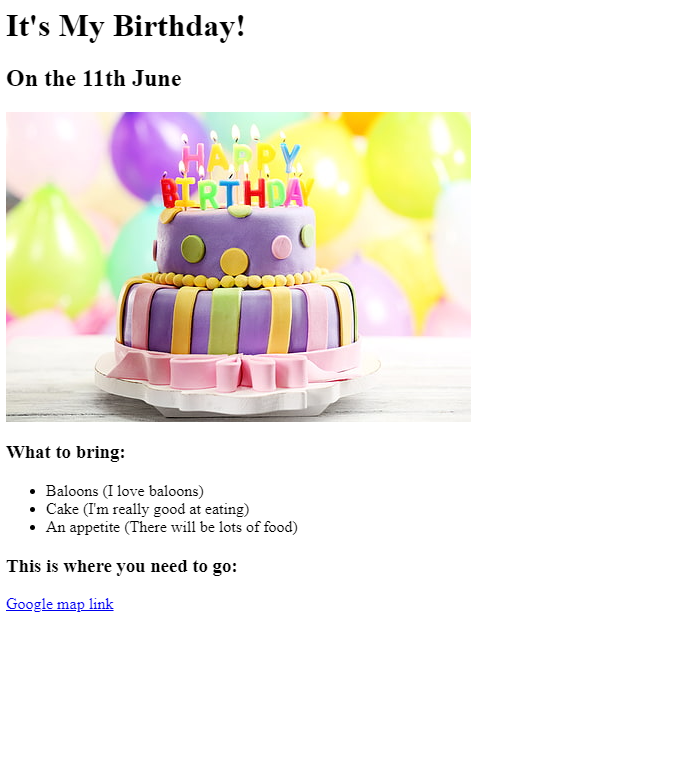 It's My Birthday!
On the 11th June
HAPPY
BIRTHDAY
What to bring:
Baloons (I love baloons)
Cake (I'm really good at eating)
An appetite (There will be lots of food)
This is where you need to go:
Google map link